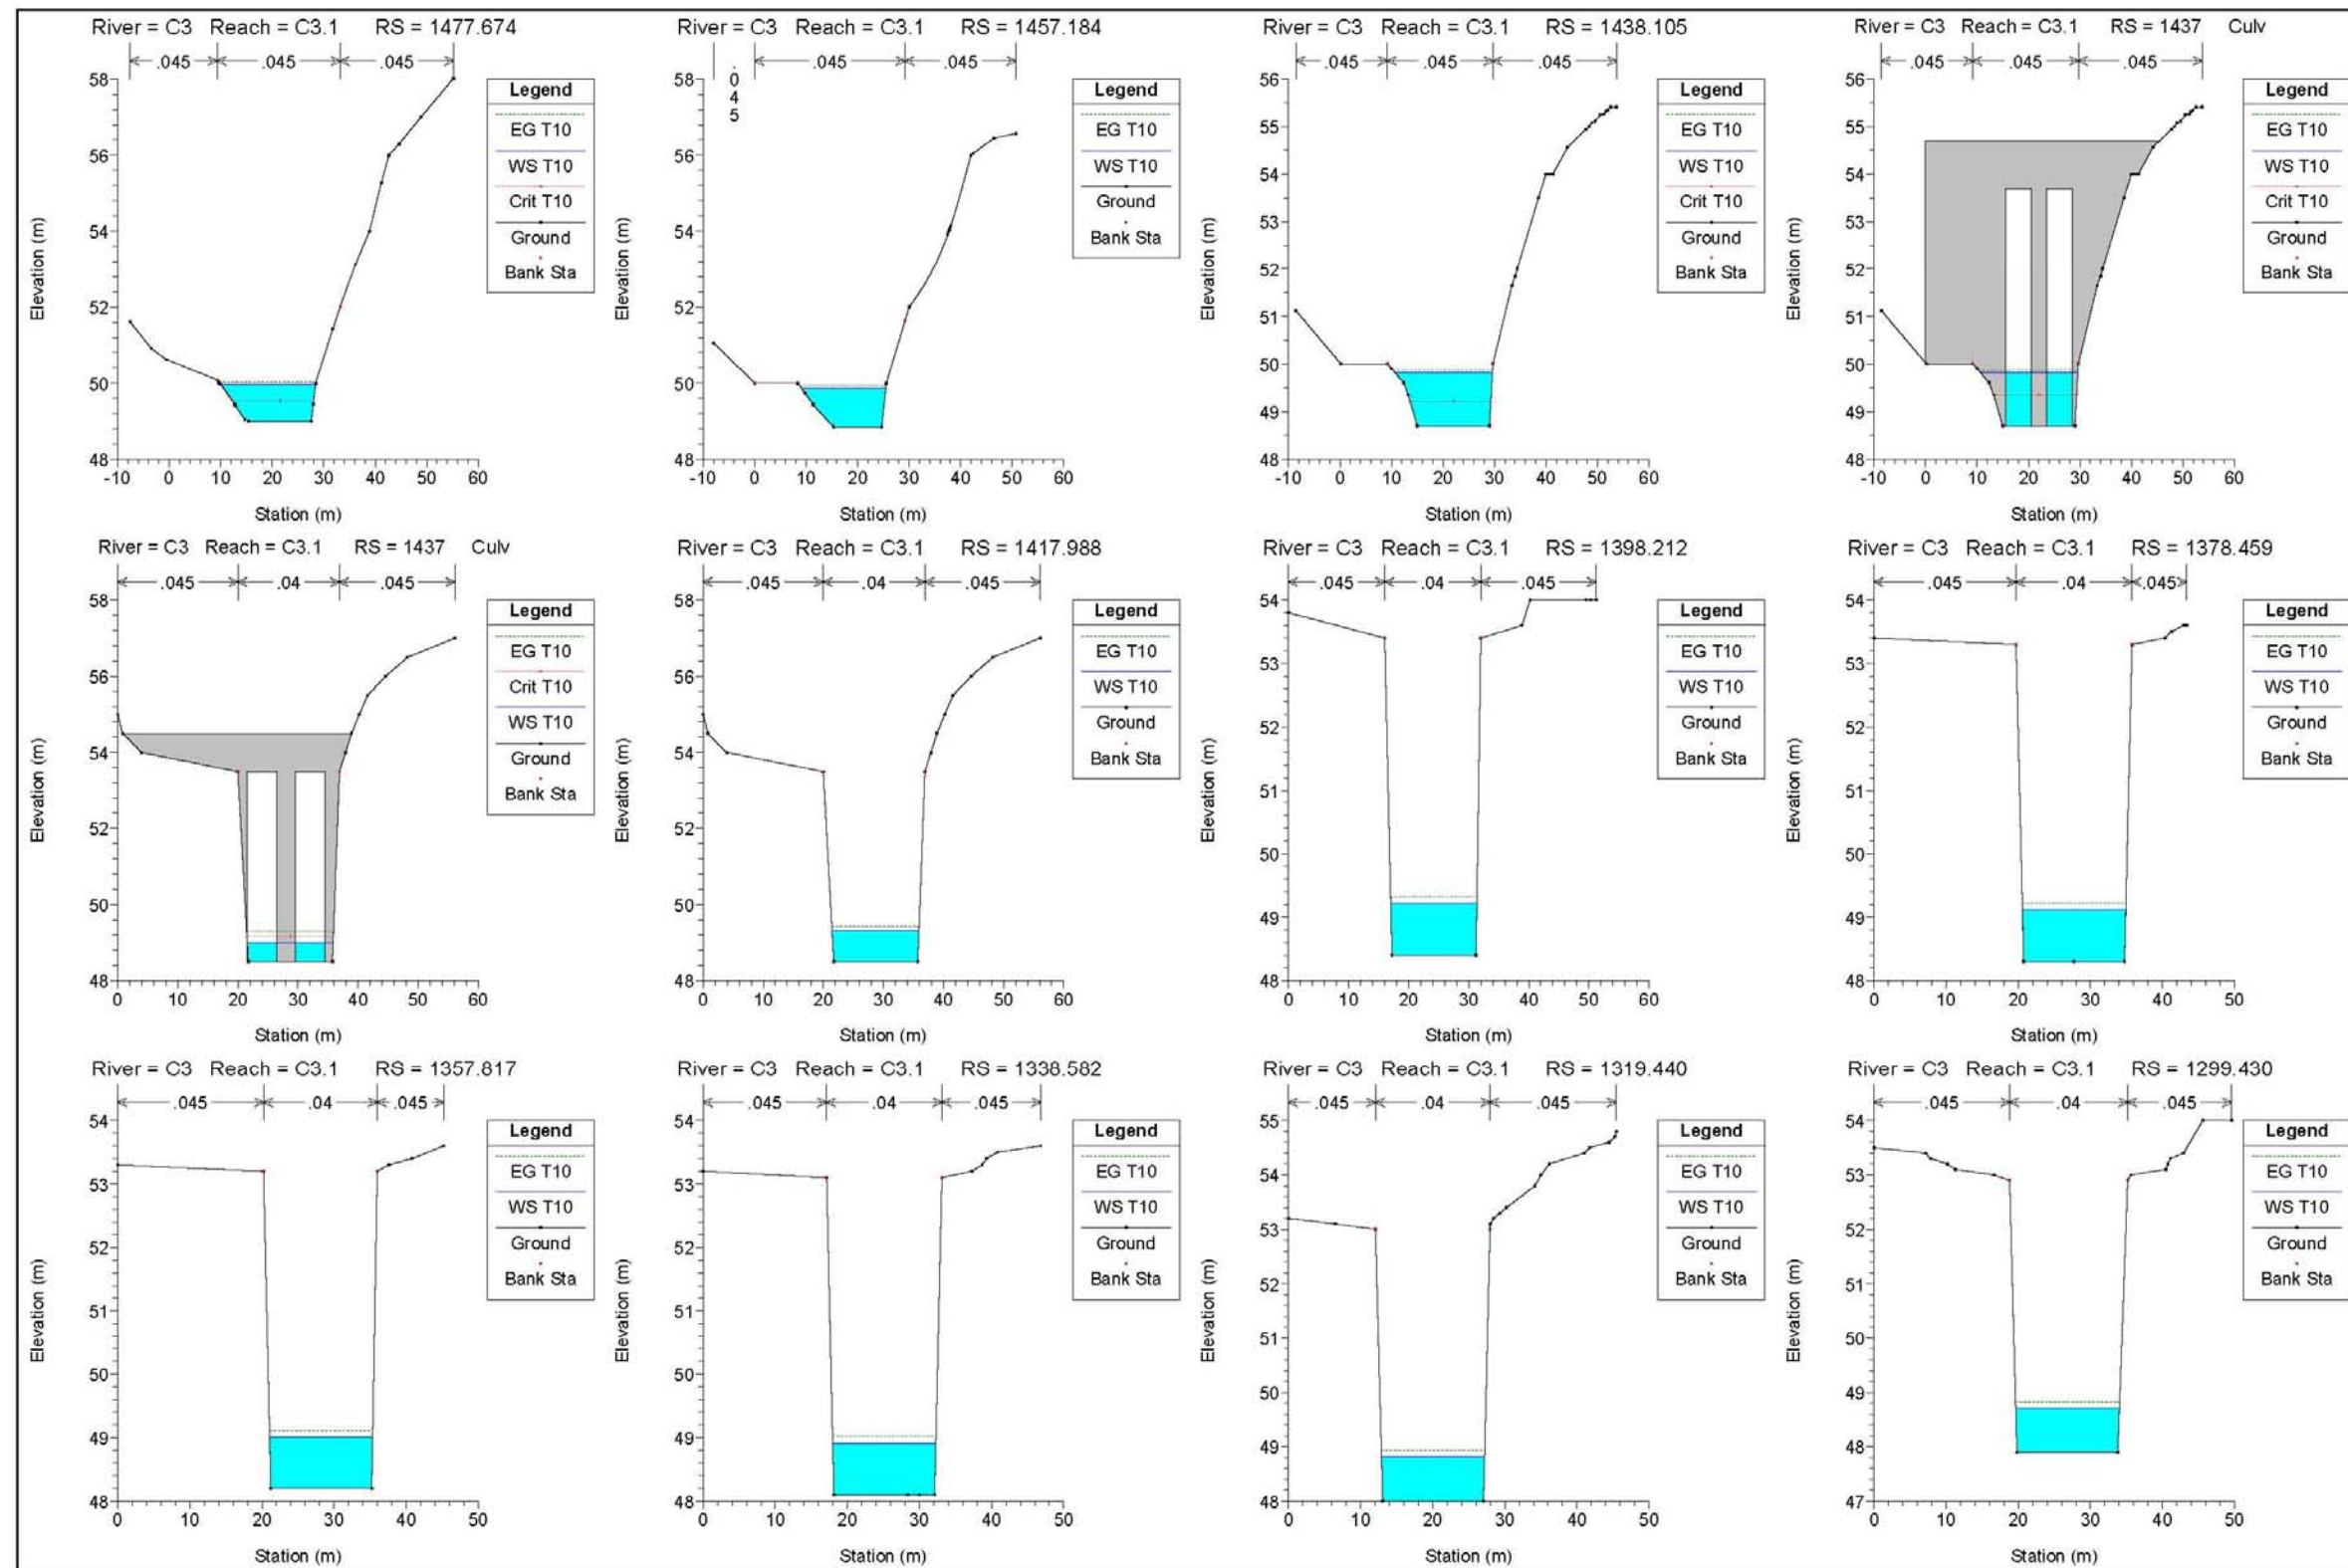 River = C3 Reach = C3.1 RS = 1477.674
.045 .045 .045
Legend
EG T10
WS T10
Crit T10
Ground
Bank Sta
58
56
54
52
50
48
-10 0 10 20 30 40 50 60
Elevation (m)
Station (m)
River = C3 Reach = C3.1 RS = 1457.184
.045 .045 .045
Legend
EG T10
WS T10
Ground
Bank Sta
58
56
54
52
50
48
-10 0 10 20 30 40 50 60
Elevation (m)
Station (m)
River = C3 Reach = C3.1 RS = 1438.105
.045 .045 .045
Legend
EG T10
WS T10
Crit T10
Ground
Bank Sta
56
55
54
53
52
51
50
49
48
-10 0 10 20 30 40 50 60
Elevation (m)
Station (m)
River = C3 Reach = C3.1 RS = 1437 Culv
.045 .045 .045
Legend
EG T10
WS T10
Crit T10
Ground
Bank Sta
56
55
54
53
52
51
50
49
48
-10 0 10 20 30 40 50 60
Elevation (m)
Station (m)
River = C3 Reach = C3.1 RS = 1437 Culv
.045 .04 .045
Legend
EG T10
Crit T10
WS T10
Ground
Bank Sta
58
56
54
52
50
48
0 10 20 30 40 50 60
Elevation (m)
Station (m)
River = C3 Reach = C3.1 RS = 1417.988
.045 .04 .045
Legend
EG T10
WS T10
Ground
Bank Sta
58
56
54
52
50
48
0 10 20 30 40 50 60
Elevation (m)
Station (m)
River = C3 Reach = C3.1 RS = 1398.212
.045 .04 .045
Legend
EG T10
WS T10
Ground
Bank Sta
54
53
52
51
50
49
48
0 10 20 30 40 50 60
Elevation (m)
Station (m)
River = C3 Reach = C3.1 RS = 1378.459
.045 .04 .045
Legend
EG T10
WS T10
Ground
Bank Sta
54
53
52
51
50
49
48
0 10 20 30 40 50
Elevation (m)
Station (m)
River = C3 Reach = C3.1 RS = 1357.817
.045 .04 .045
Legend
EG T10
WS T10
Ground
Bank Sta
54
53
52
51
50
49
48
0 10 20 30 40 50
Elevation (m)
Station (m)
River = C3 Reach = C3.1 RS = 1338.582
.045 .04 .045
Legend
EG T10
WS T10
Ground
Bank Sta
54
53
52
51
50
49
48
0 10 20 30 40 50
Elevation (m)
Station (m)
River = C3 Reach = C3.1 RS = 1319.440
.045 .04 .045
Legend
EG T10
WS T10
Ground
Bank Sta
55
54
53
52
51
50
49
48
0 10 20 30 40 50
Elevation (m)
Station (m)
River = C3 Reach = C3.1 RS = 1299.430
.045 .04 .045
Legend
EG T10
WS T10
Ground
Bank Sta
54
53
52
51
50
49
48
47
0 10 20 30 40 50
Elevation (m)
Station (m)